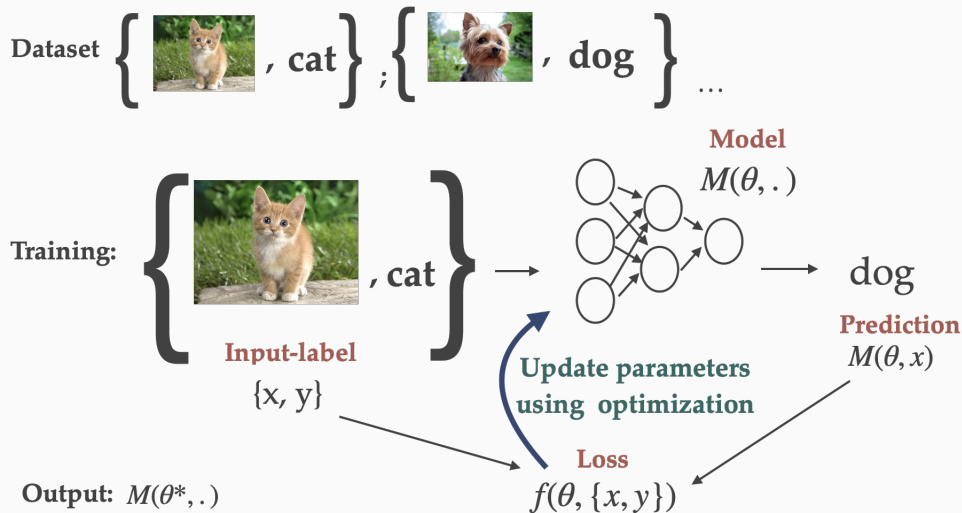 Dataset { , cat } ; { , dog } ...
Model
M(θ, . )
Training: { , cat }
dog
Input-label
{x, y}
Prediction
M(θ, x)
Update parameters
using optimization
Loss
f(θ, {x, y})
Output: M(θ*, . )